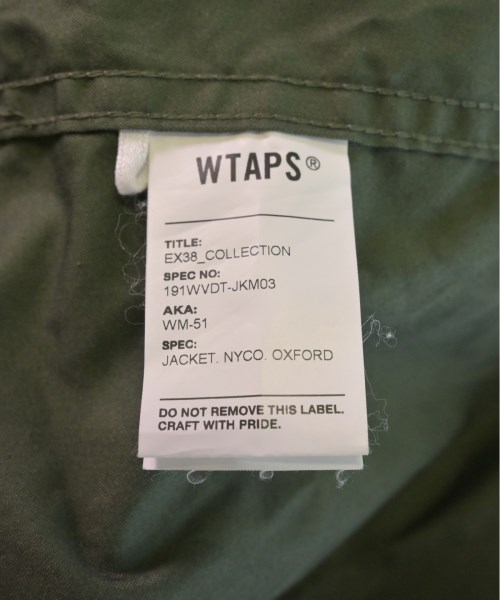 WTAPS®
TITLE:
EX38_COLLECTION
SPEC NO:
191WVDT-JKM03
AKA:
WM-51
SPEC:
JACKET. NYCO. OXFORD
DO NOT REMOVE THIS LABEL.
CRAFT WITH PRIDE.